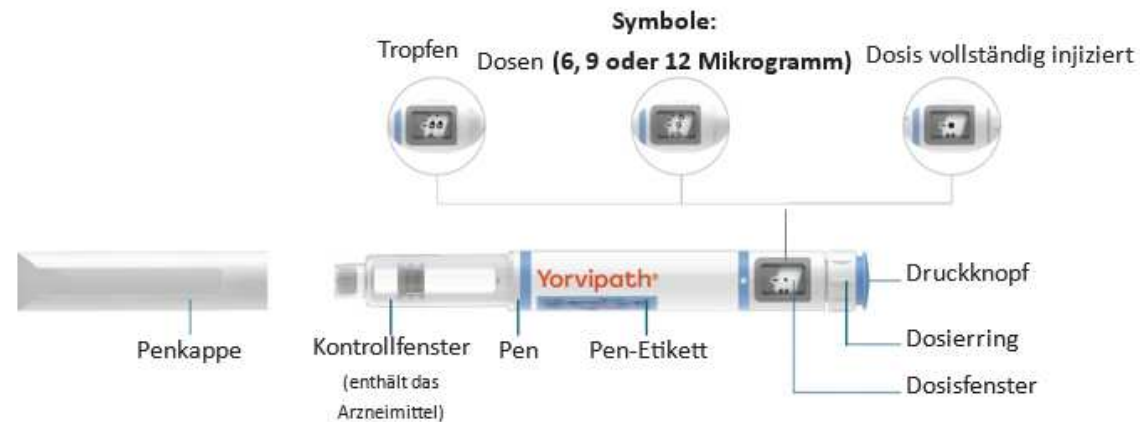 Symbole:
Tropfen
Dosen (6, 9 oder 12 Mikrogramm)
Dosis vollständig injiziert
Yorvipath
Druckknopf
Penkappe
Kontrollfenster
(enthält das
Arzneimittel)
Pen
Pen-Etikett
Dosierring
Dosisfenster